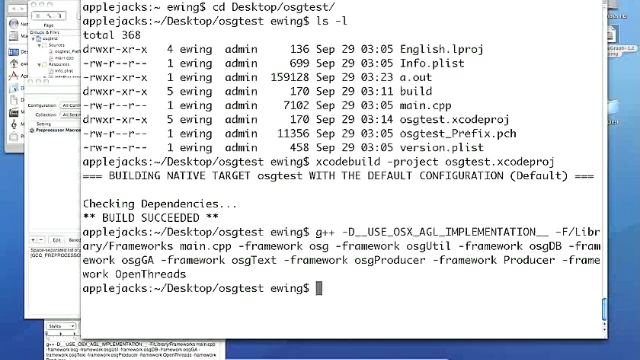 applejacks:~ ewing$ cd Desktop/osgtest/
applejacks:~/Desktop/osgtest ewing$ ls -l
total 368
drwxr-xr-x 4 ewing admin 136 Sep 29 03:05 English.lproj
-rw-r--r-- 1 ewing admin 699 Sep 29 03:05 Info.plist
-rwxr-xr-x 1 ewing admin 159128 Sep 29 03:23 a.out
drwxr-xr-x 5 ewing admin 170 Sep 29 03:11 build
-rw-r--r-- 1 ewing admin 7102 Sep 29 03:05 main.cpp
drwxr-xr-x 5 ewing admin 170 Sep 29 03:14 osgtest.xcodeproj
-rw-r--r-- 1 ewing admin 11356 Sep 29 03:05 osgtest_Prefix.pch
-rw-r--r-- 1 ewing admin 458 Sep 29 03:05 version.plist
applejacks:~/Desktop/osgtest ewing$ xcodebuild -project osgtest.xcodeproj
=== BUILDING NATIVE TARGET osgtest WITH THE DEFAULT CONFIGURATION (Default) ===
Checking Dependencies...
** BUILD SUCCEEDED **
applejacks:~/Desktop/osgtest ewing$ g++ -D__USE_OSX_AGL_IMPLEMENTATION__ -F/Libr
ary/Frameworks main.cpp -framework osg -framework osgUtil -framework osgDB -fram
ework osgGA -framework osgText -framework osgProducer -framework Producer -frame
work OpenThreads
applejacks:~/Desktop/osgtest ewing$